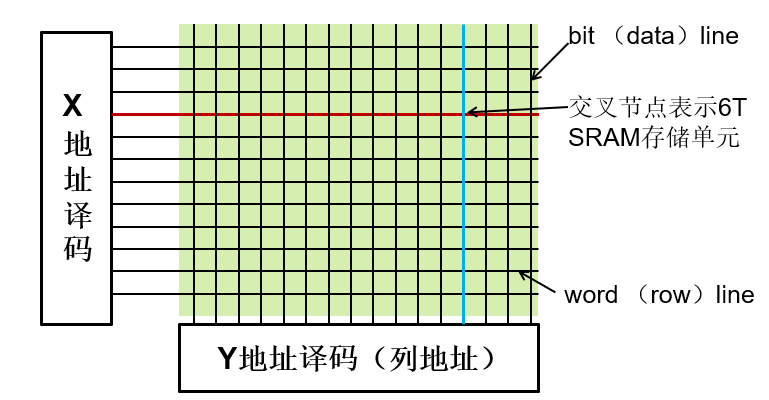 bit （data）line
X
地
址
译
码
交叉节点表示6T
SRAM存储单元
word （row）line
Y地址译码（列地址）